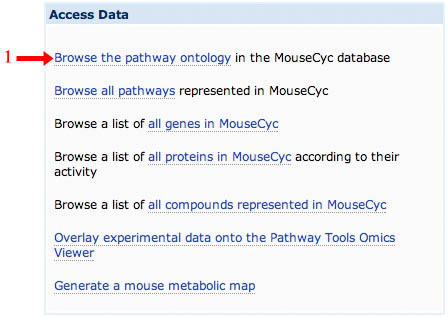 Access Data
1 Browse the pathway ontology in the MouseCyc database
Browse all pathways represented in MouseCyc
Browse a list of all genes in MouseCyc
Browse a list of all proteins in MouseCyc according to their
activity
Browse a list of all compounds represented in MouseCyc
Overlay experimental data onto the Pathway Tools Omics
Viewer
Generate a mouse metabolic map